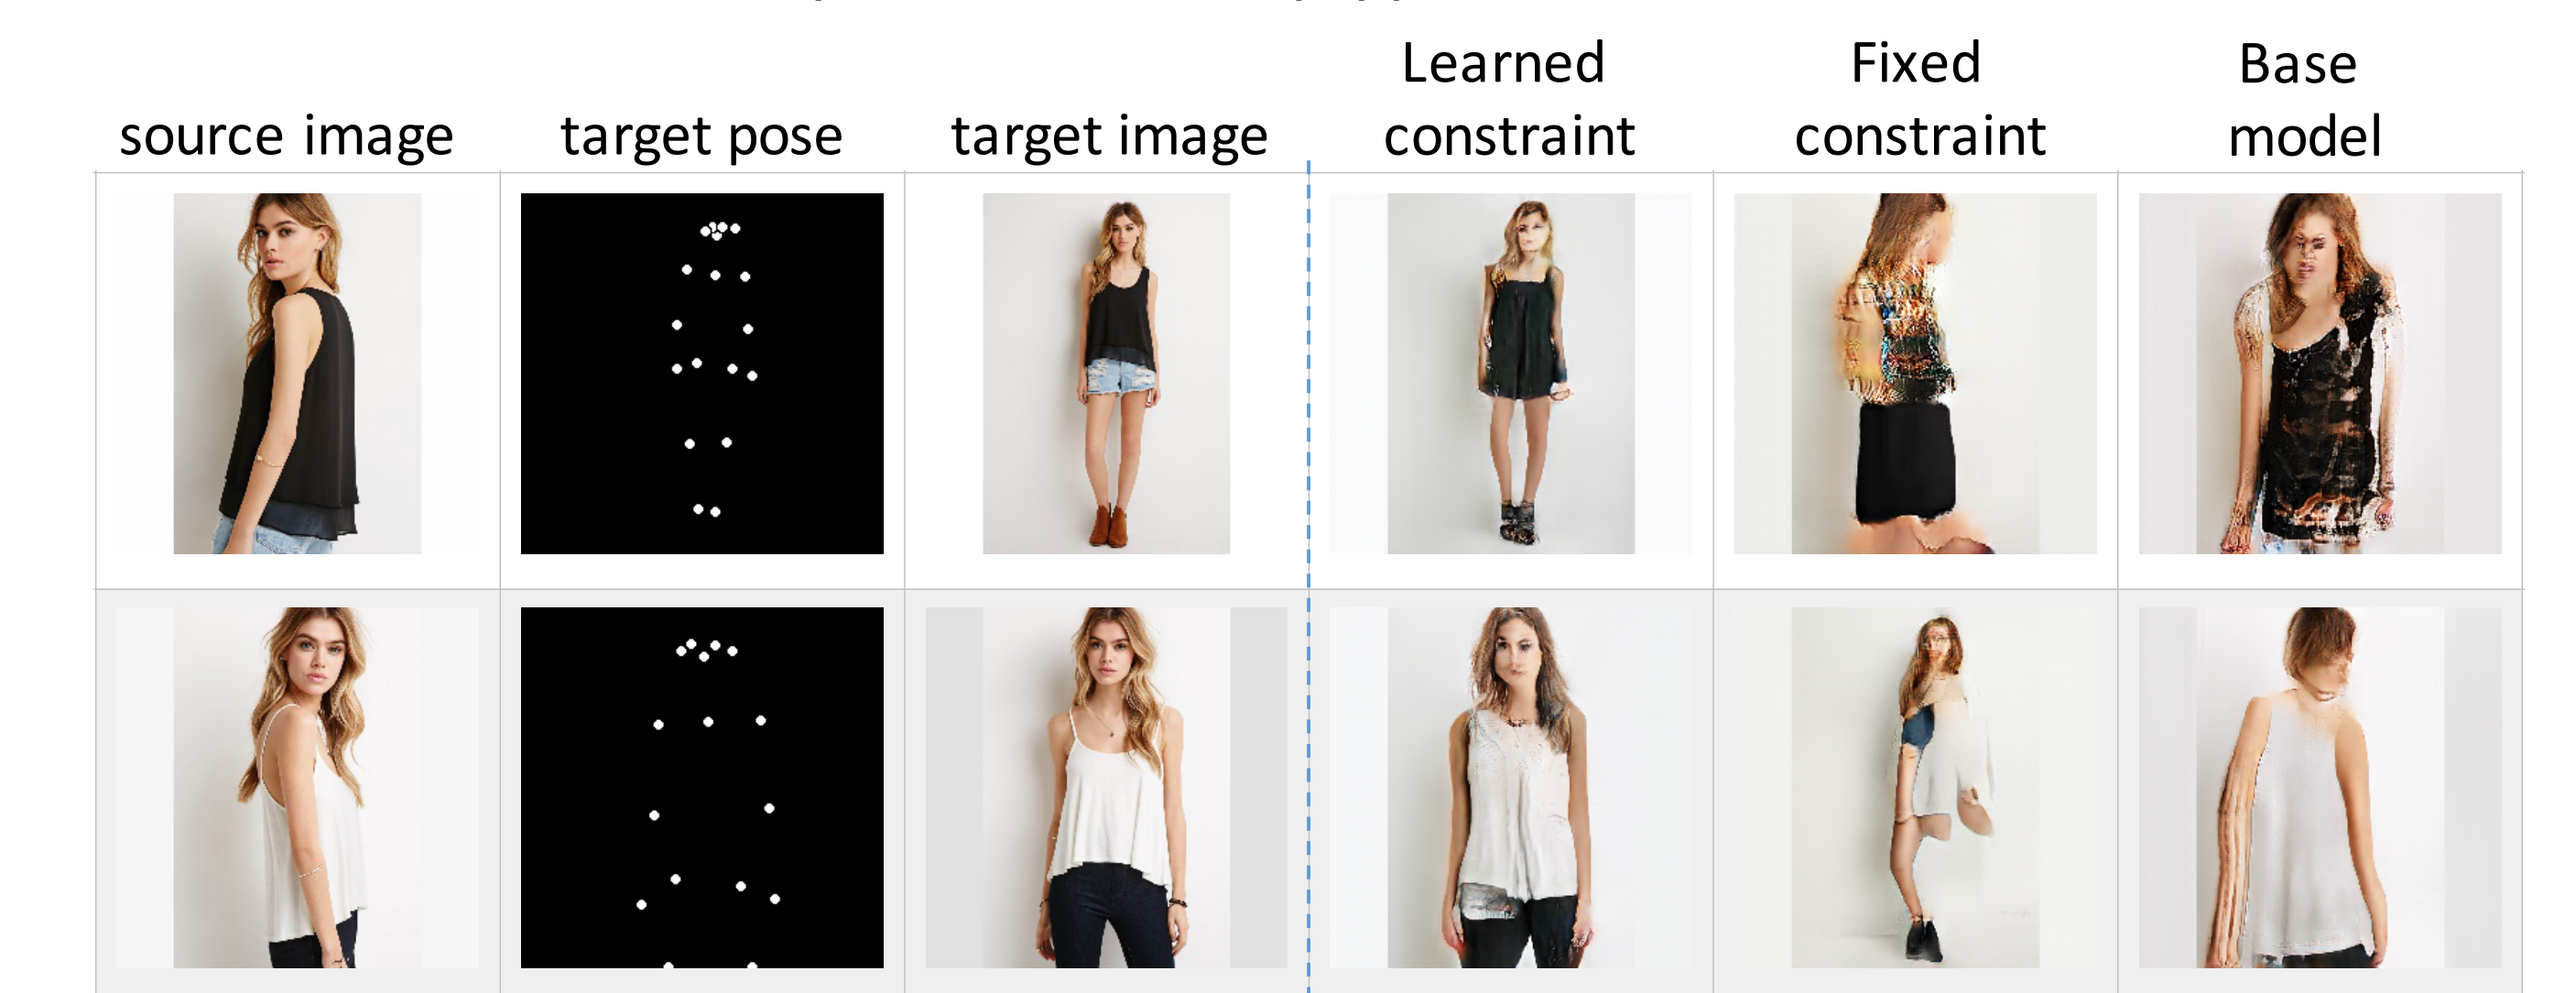 Learned Fixed Base
source image target pose target image constraint constraint model